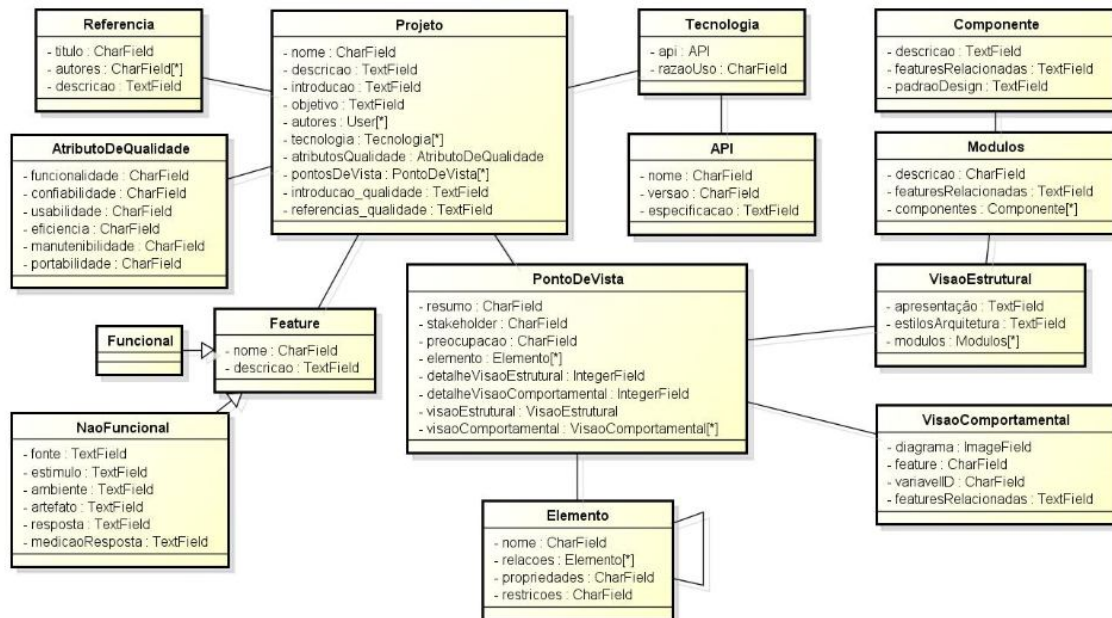 Referencia
- titulo : CharField
- autores : CharField[*]
- descricao : TextField
Projeto
- nome : CharField
- descricao : TextField
- introducao : TextField
- objetivo : TextField
- autores : User[*]
- tecnologia : Tecnologia[*]
- atributosQualidade : AtributoDeQualidade
- pontosDeVista : PontoDeVista[*]
- introducao_qualidade : TextField
- referencias_qualidade : TextField
Tecnologia
- api : API
- razaoUso : CharField
Componente
- descricao : TextField
- featuresRelacionadas : TextField
- padraoDesign : TextField
AtributoDeQualidade
- funcionalidade : CharField
- confiabilidade : CharField
- usabilidade : CharField
- eficiencia : CharField
- manutenibilidade : CharField
- portabilidade : CharField
API
- nome : CharField
- versao : CharField
- especificacao : TextField
Modulos
- descricao : CharField
- featuresRelacionadas : TextField
- componentes : Componente[*]
PontoDeVista
- resumo : CharField
- stakeholder : CharField
- preocupacao : CharField
- elemento : Elemento[*]
- detalheVisaoEstrutural : IntegerField
- detalheVisaoComportamental : IntegerField
- visaoEstrutural : VisaoEstrutural
- visaoComportamental : VisaoComportamental[*]
VisaoEstrutural
- apresentação : TextField
- estilosArquitetura : TextField
- modulos : Modulos[*]
Funcional
Feature
- nome : CharField
- descricao : TextField
NaoFuncional
- fonte : TextField
- estimulo : TextField
- ambiente : TextField
- artefato : TextField
- resposta : TextField
- medicaoResposta : TextField
VisaoComportamental
- diagrama : ImageField
- feature : CharField
- variavelID : CharField
- featuresRelacionadas : TextField
Elemento
- nome : CharField
- relacoes : Elemento[*]
- propriedades : CharField
- restricoes : CharField